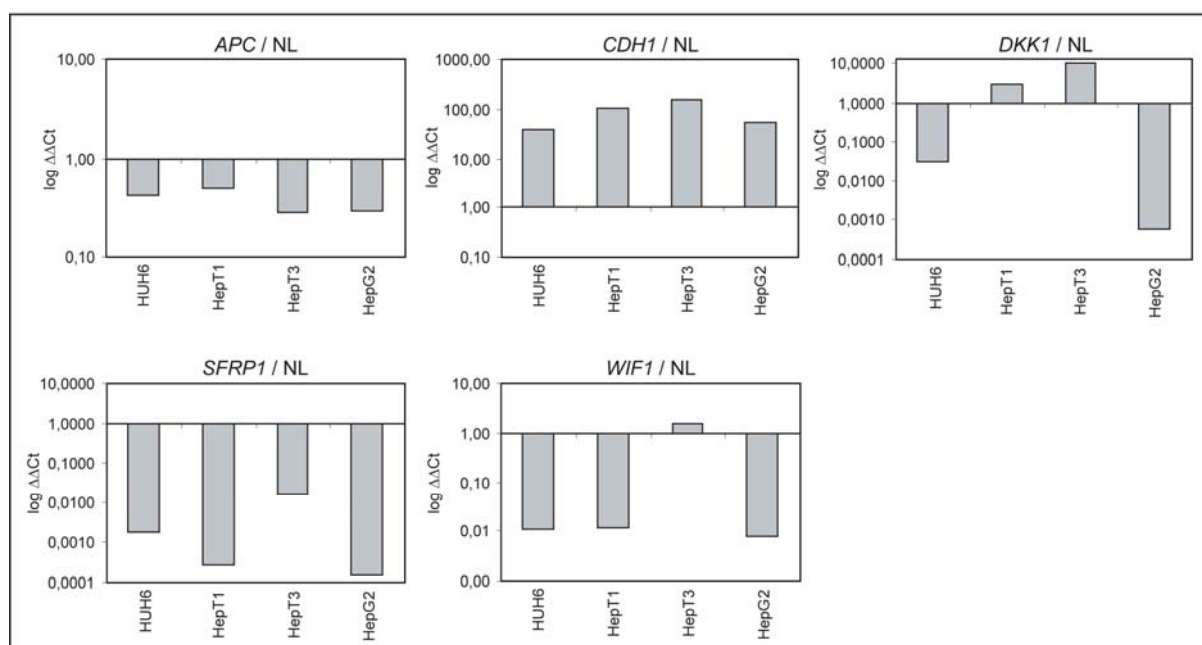 APC / NL
10,00
1,00
0,10
log ΔΔCt
HUH6
HepT1
HepT3
HepG2
CDH1 / NL
1000,00
100,00
10,00
1,00
0,10
log ΔΔCt
HUH6
HepT1
HepT3
HepG2
DKK1 / NL
10,0000
1,0000
0,1000
0,0100
0,0010
0,0001
log ΔΔCt
HUH6
HepT1
HepT3
HepG2
SFRP1 / NL
10,0000
1,0000
0,1000
0,0100
0,0010
0,0001
log ΔΔCt
HUH6
HepT1
HepT3
HepG2
WIF1 / NL
10,00
1,00
0,10
0,01
0,00
log ΔΔCt
HUH6
HepT1
HepT3
HepG2